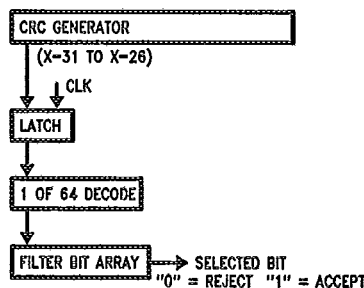 CRC GENERATOR
(X-31 TO X-26)
CLK
LATCH
1 OF 64 DECODE
FILTER BIT ARRAY
SELECTED BIT
"0" = REJECT "1" = ACCEPT